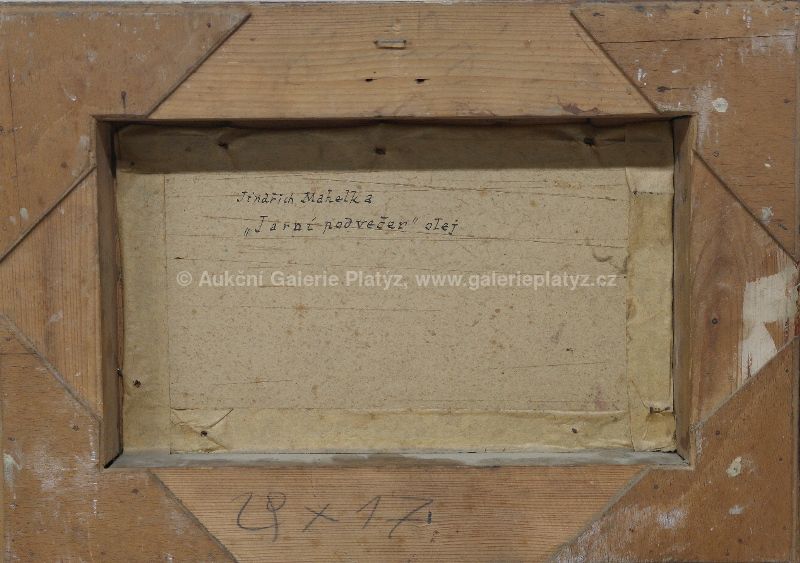 Jindřich Mahelka
„Jarní podvečer" olej
© Aukční Galerie Platýz, www.galerieplatyz.cz
29 x 17